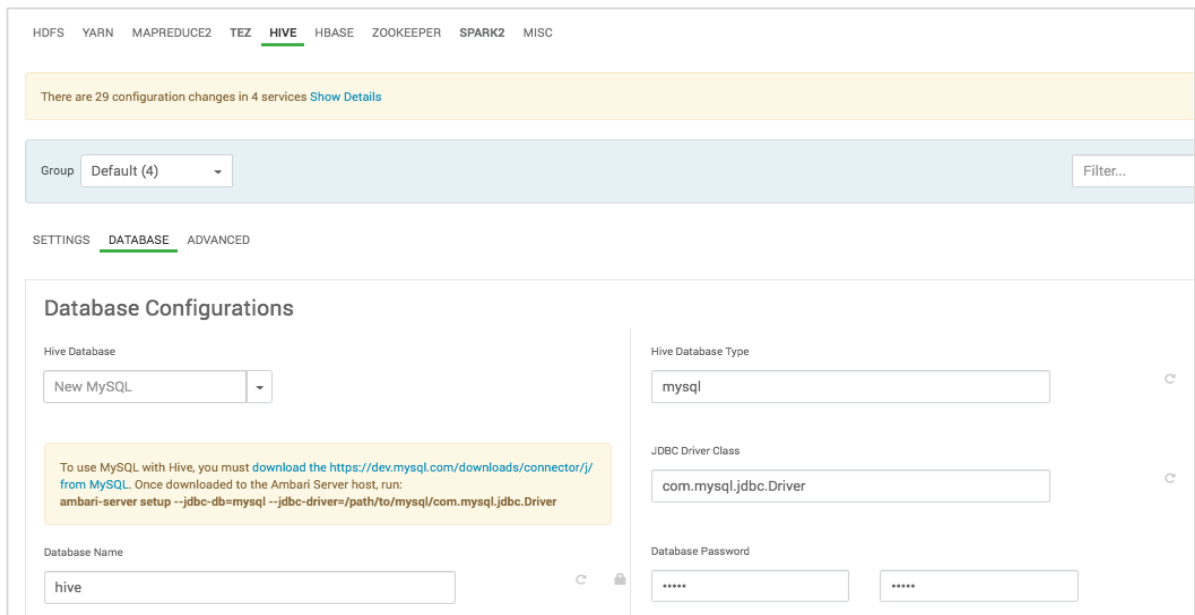 HDFS YARN MAPREDUCE2 TEZ HIVE HBASE ZOOKEEPER SPARK2 MISC
There are 29 configuration changes in 4 services Show Details
Group Default (4) Filter...
SETTINGS DATABASE ADVANCED
Database Configurations
Hive Database
New MySQL
To use MySQL with Hive, you must download the https://dev.mysql.com/downloads/connector/j/
from MySQL. Once downloaded to the Ambari Server host, run:
ambari-server setup --jdbc-db=mysql --jdbc-driver=/path/to/mysql/com.mysql.jdbc.Driver
Database Name
hive
Hive Database Type
mysql
JDBC Driver Class
com.mysql.jdbc.Driver
Database Password
••••• •••••